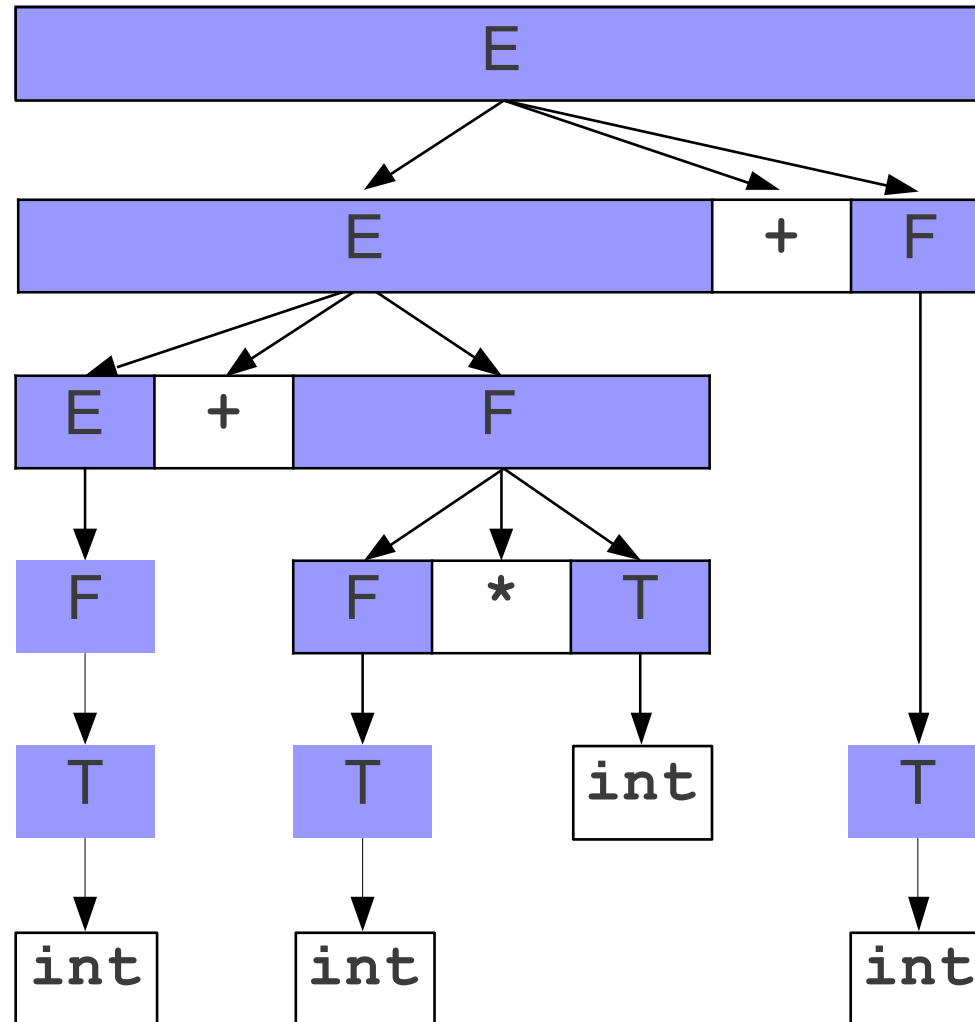 E
E + F
E + F
F F * T
T T int T
int int int